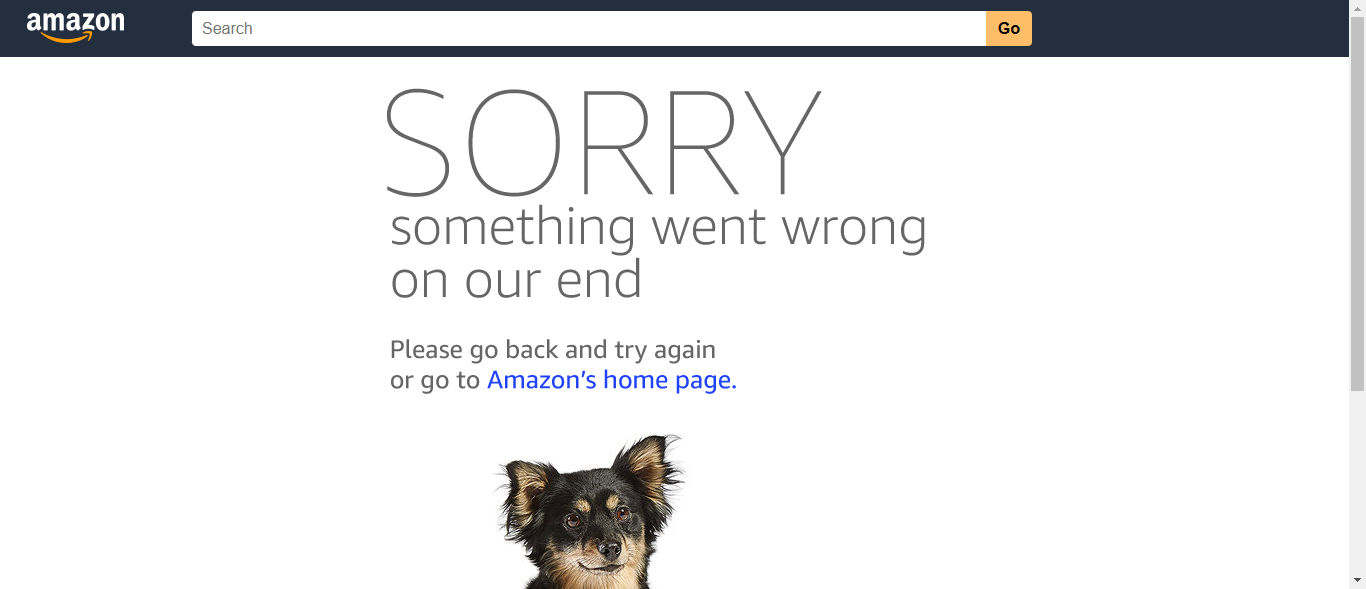 amazon
Search Go
SORRY
something went wrong
on our end
Please go back and try again
or go to Amazon’s home page.